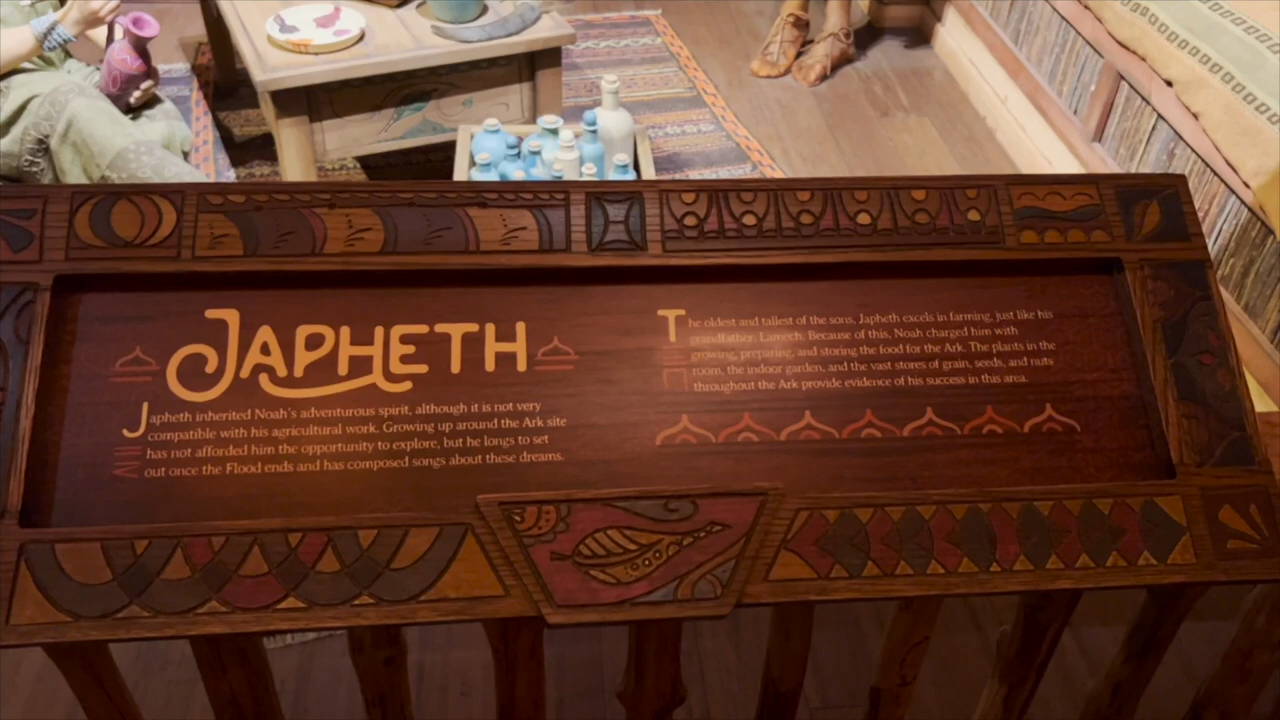 JAPHETH
Japheth inherited Noah's adventurous spirit, although it is not very
compatible with his agricultural work. Growing up around the Ark site
has not afforded him the opportunity to explore, but he longs to set
out once the Flood ends and has composed songs about these dreams.
The oldest and tallest of the sons, Japheth excels in farming, just like his
grandfather, Lamech. Because of this, Noah charged him with
growing, preparing, and storing the food for the Ark. The plants in the
room, the indoor garden, and the vast stores of grain, seeds, and nuts
throughout the Ark provide evidence of his success in this area.